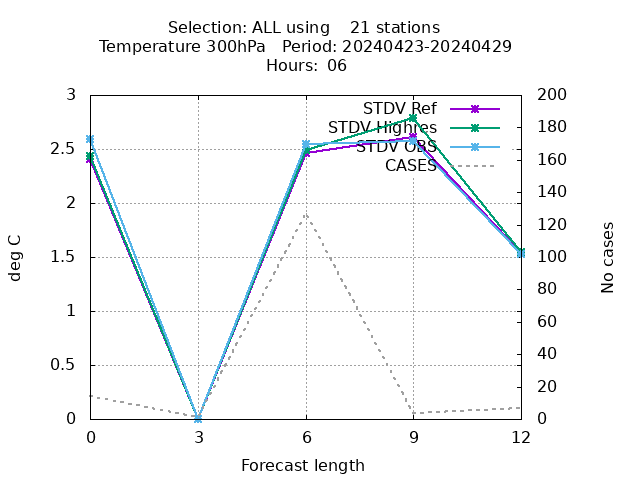 Selection: ALL using 21 stations
Temperature 300hPa Period: 20240423-20240429
Hours: 06
3
2.5
2
1.5
1
0.5
0
deg C
STDV Ref
STDV Highres
STDV OBS
CASES
200
180
160
140
120
100
80
60
40
20
0
No cases
0 3 6 9 12
Forecast length